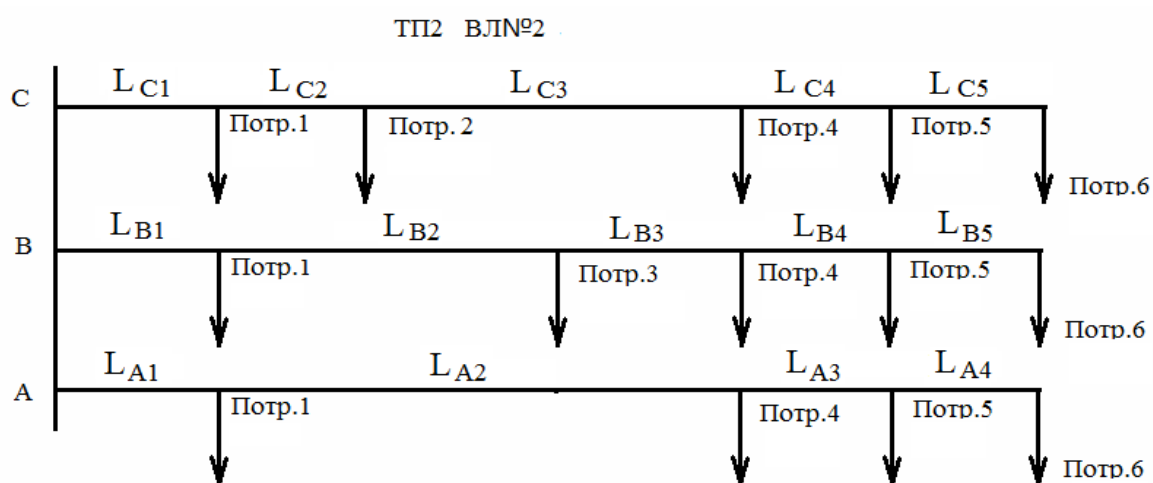 ТП2 ВЛ№2
L C1 L C2 L C3 L C4 L C5
С
Потр.1 Потр. 2 Потр.4 Потр.5
Потр.6
L B1 L B2 L B3 L B4 L B5
В
Потр.1 Потр.3 Потр.4 Потр.5
Потр.6
L A1 L A2 L A3 L A4
А
Потр.1 Потр.4 Потр.5
Потр.6